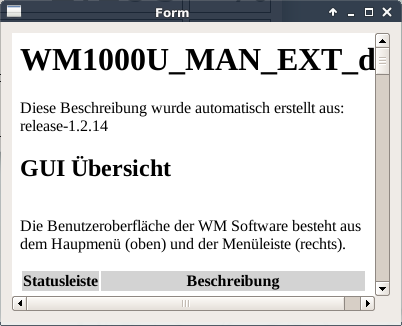 Form
WM1000U_MAN_EXT_d
Diese Beschreibung wurde automatisch erstellt aus:
release-1.2.14
GUI Übersicht
Die Benutzeroberfläche der WM Software besteht aus
dem Haupmenü (oben) und der Menüleiste (rechts).
Statusleiste Beschreibung